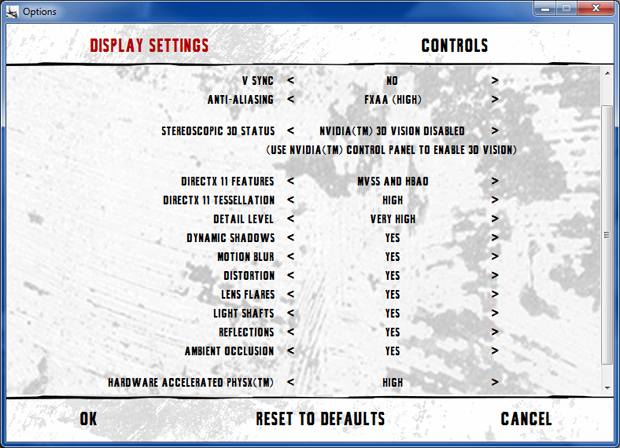 Options
DISPLAY SETTINGS CONTROLS
V SYNC < NO >
ANTI-ALIASING < FXAA (HIGH) >
STEREOSCOPIC 3D STATUS < NVIDIA(TM) 3D VISION DISABLED >
(USE NVIDIA(TM) CONTROL PANEL TO ENABLE 3D VISION)
DIRECTX 11 FEATURES < MVSS AND HBAO >
DIRECTX 11 TESSELLATION < HIGH >
DETAIL LEVEL < VERY HIGH >
DYNAMIC SHADOWS < YES >
MOTION BLUR < YES >
DISTORTION < YES >
LENS FLARES < YES >
LIGHT SHAFTS < YES >
REFLECTIONS < YES >
AMBIENT OCCLUSION < YES >
HARDWARE ACCELERATED PHYSX(TM) < HIGH >
OK RESET TO DEFAULTS CANCEL